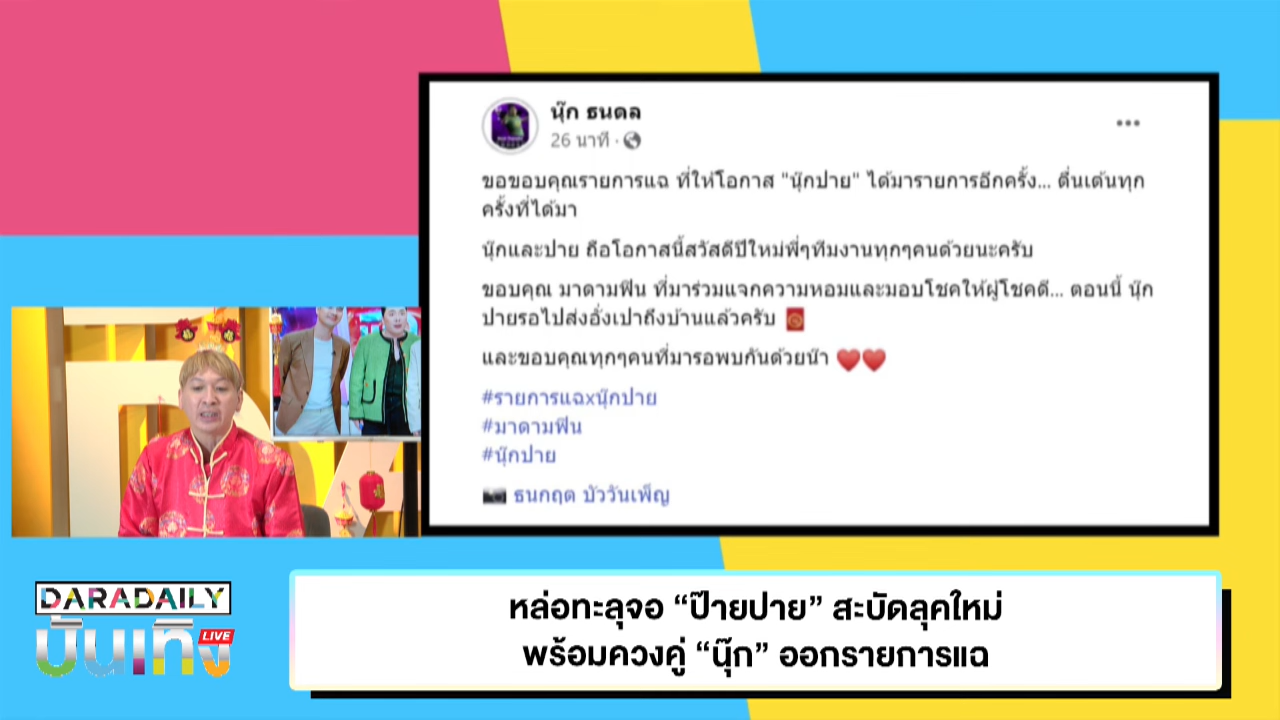 นุ๊ก ธนดล
26 นาที ·
ขอขอบคุณรายการแฉ ที่ให้โอกาส "นุ๊กปาย" ได้มารายการอีกครั้ง... ตื่นเต้นทุก
ครั้งที่ได้มา
นุ๊กและปาย ถือโอกาสนี้สวัสดีปีใหม่พี่ๆทีมงานทุกๆคนด้วยนะครับ
ขอบคุณ มาดามฟิน ที่มาร่วมแจกความหอมและมอบโชคให้ผู้โชคดี... ตอนนี้ นุ๊ก
ปายรอไปส่งอั่งเปาถึงบ้านแล้วครับ 🧧
และขอบคุณทุกๆคนที่มารอพบกันด้วยน๊า ❤️❤️
#รายการแฉxนุ๊กปาย
#มาดามฟิน
#นุ๊กปาย
📷 ธนกฤต บัววันเพ็ญ
DARADAILY
บันเทิง LIVE
หล่อทะลุจอ “ป๊ายปาย” สะบัดลุคใหม่
พร้อมควงคู่ “นุ๊ก” ออกรายการแฉ